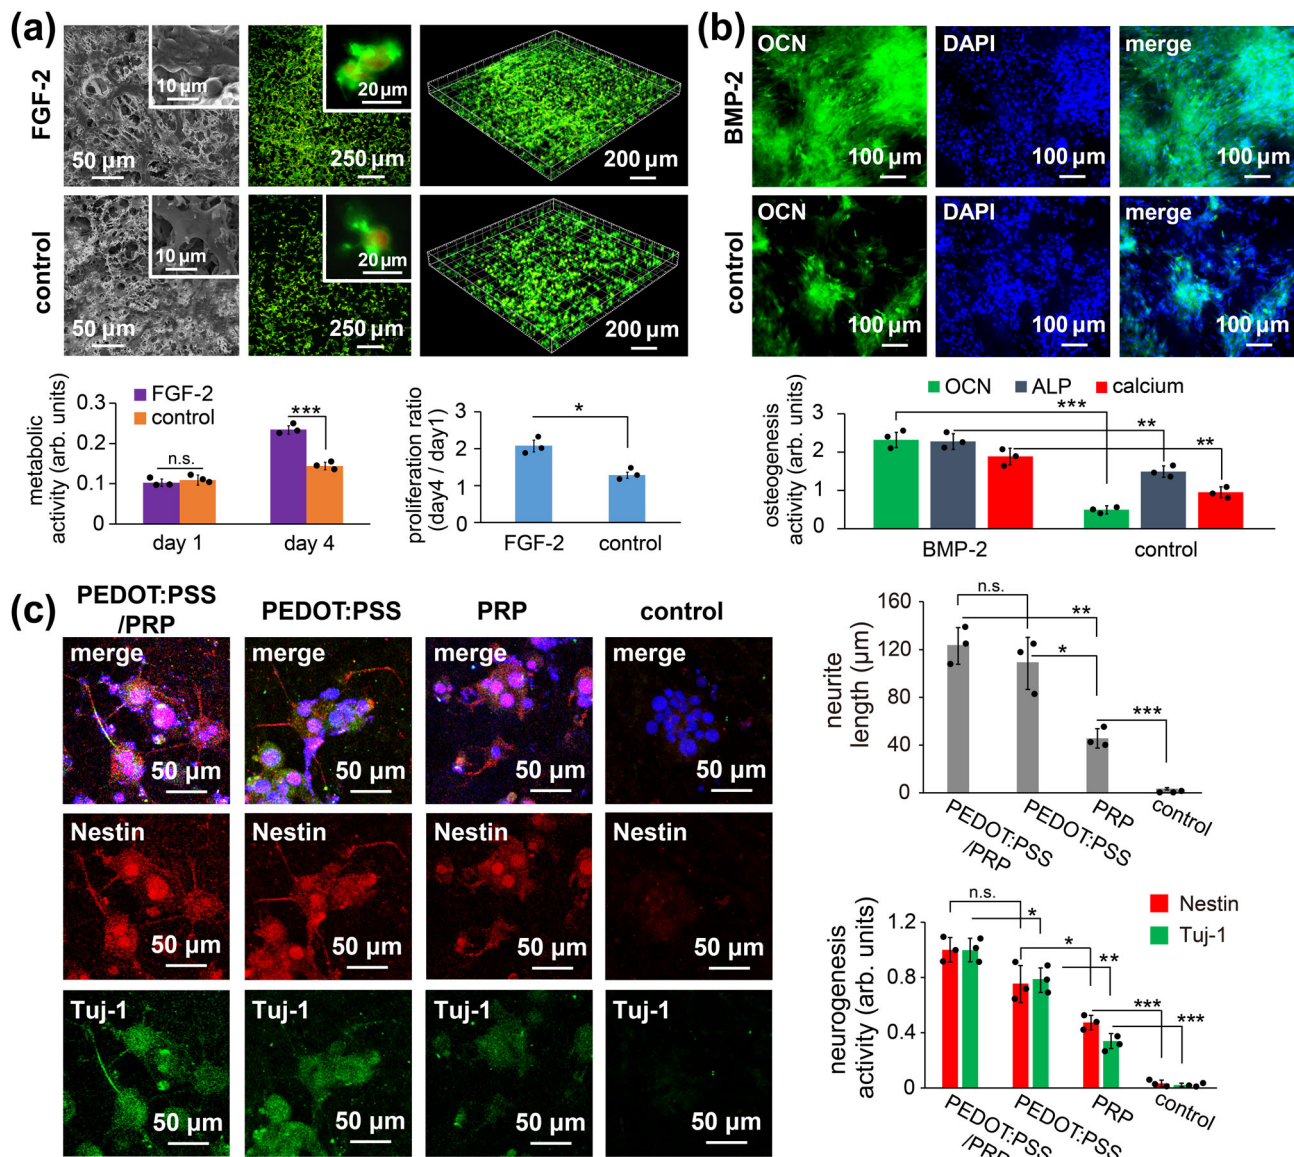 (a)
FGF-2
10 µm
50 µm
20 µm
250 µm
200 µm
control
10 µm
50 µm
20 µm
250 µm
200 µm
metabolic
activity (arb. units)
0.3
0.2
0.1
0
FGF-2
control
n.s.
***
day 1
day 4
proliferation ratio
(day4 / day1)
3
2
1
0
*
FGF-2
control
(b)
BMP-2
OCN
100 µm
DAPI
100 µm
merge
100 µm
control
OCN
100 µm
DAPI
100 µm
merge
100 µm
OCN
ALP
calcium
osteogenesis
activity (arb. units)
3
2
1
0
***
**
**
BMP-2
control
(c)
PEDOT:PSS
/PRP
PEDOT:PSS
PRP
control
merge
50 µm
merge
50 µm
merge
50 µm
merge
50 µm
Nestin
50 µm
Nestin
50 µm
Nestin
50 µm
Nestin
50 µm
Tuj-1
50 µm
Tuj-1
50 µm
Tuj-1
50 µm
Tuj-1
50 µm
neurite
length (µm)
160
120
80
40
0
n.s.
**
*
***
PEDOT:PSS
/PRP
PEDOT:PSS
PRP
control
neurogenesis
activity (arb. units)
1.2
0.8
0.4
0
n.s.
*
*
**
***
***
Nestin
Tuj-1
PEDOT:PSS
/PRP
PEDOT:PSS
PRP
control